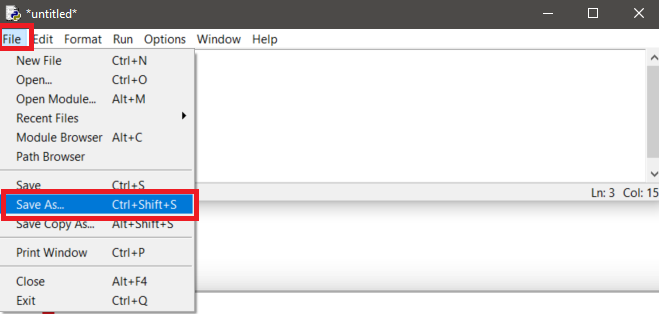 *untitled*
File Edit Format Run Options Window Help
New File Ctrl+N
Open... Ctrl+O
Open Module... Alt+M
Recent Files
Module Browser Alt+C
Path Browser
Save Ctrl+S
Save As... Ctrl+Shift+S
Save Copy As... Alt+Shift+S
Print Window Ctrl+P
Close Alt+F4
Exit Ctrl+Q
Ln: 3 Col: 15